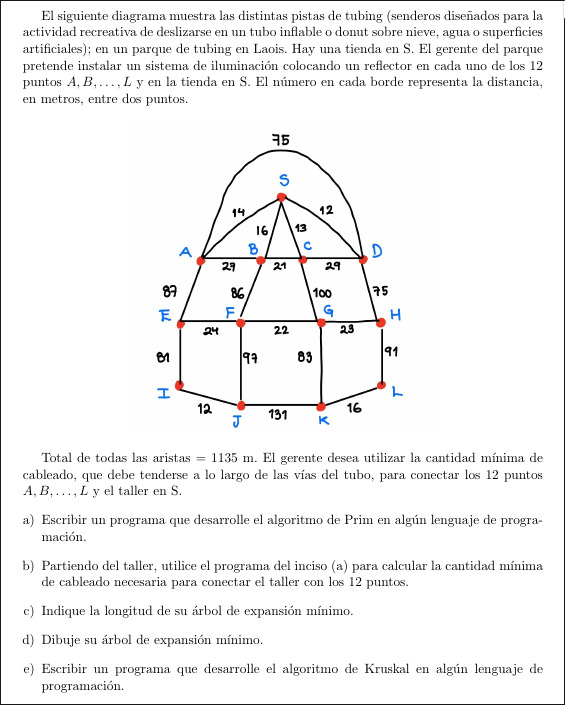 El siguiente diagrama muestra las distintas pistas de tubing (senderos diseñados para la
actividad recreativa de deslizarse en un tubo inflable o donut sobre nieve, agua o superficies
artificiales); en un parque de tubing en Laois. Hay una tienda en S. El gerente del parque
pretende instalar un sistema de iluminación colocando un reflector en cada uno de los 12
puntos A, B, . . . , L y en la tienda en S. El número en cada borde representa la distancia,
en metros, entre dos puntos.
75
S
14 12
16 13
A B C D
27 21 29
87 86 100 75
E F G H
24 22 23
81 97 83 91
I L
12 131 16
J K
Total de todas las aristas = 1135 m. El gerente desea utilizar la cantidad mínima de
cableado, que debe tenderse a lo largo de las vías del tubo, para conectar los 12 puntos
A, B, . . . , L y el taller en S.
a) Escribir un programa que desarrolle el algoritmo de Prim en algún lenguaje de progra-
mación.
b) Partiendo del taller, utilice el programa del inciso (a) para calcular la cantidad mínima
de cableado necesaria para conectar el taller con los 12 puntos.
c) Indique la longitud de su árbol de expansión mínimo.
d) Dibuje su árbol de expansión mínimo.
e) Escribir un programa que desarrolle el algoritmo de Kruskal en algún lenguaje de
programación.